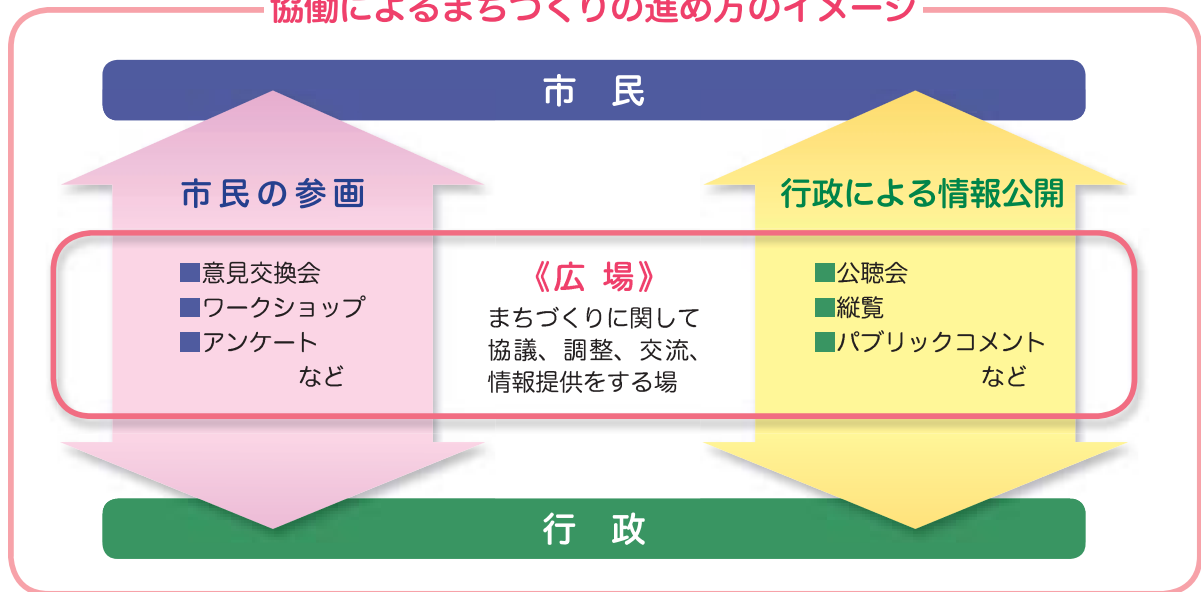 協働によるまちづくりの進め方のイメージ
市民
市民の参画
■意見交換会
■ワークショップ
■アンケート
など
《広場》
まちづくりに関して
協議、調整、交流、
情報提供をする場
行政による情報公開
■公聴会
■縦覧
■パブリックコメント
など
行政